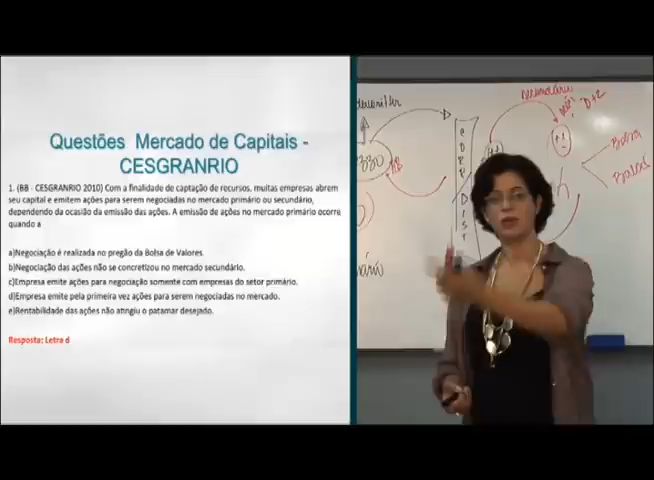 Questões Mercado de Capitais -
CESGRANRIO
1. (BB - CESGRANRIO 2010) Com a finalidade de captação de recursos, muitas empresas abrem
seu capital e emitem ações para serem negociadas no mercado primário ou secundário,
dependendo da ocasião da emissão das ações. A emissão de ações no mercado primário ocorre
quando a
a)Negociação é realizada no pregão da Bolsa de Valores.
b)Negociação das ações não se concretizou no mercado secundário.
c)Empresa emite ações para negociação somente com empresas do setor primário.
d)Empresa emite pela primeira vez ações para serem negociadas no mercado.
e)Rentabilidade das ações não atingiu o patamar desejado.
Resposta: Letra d
secundário
D+2
Bolsa